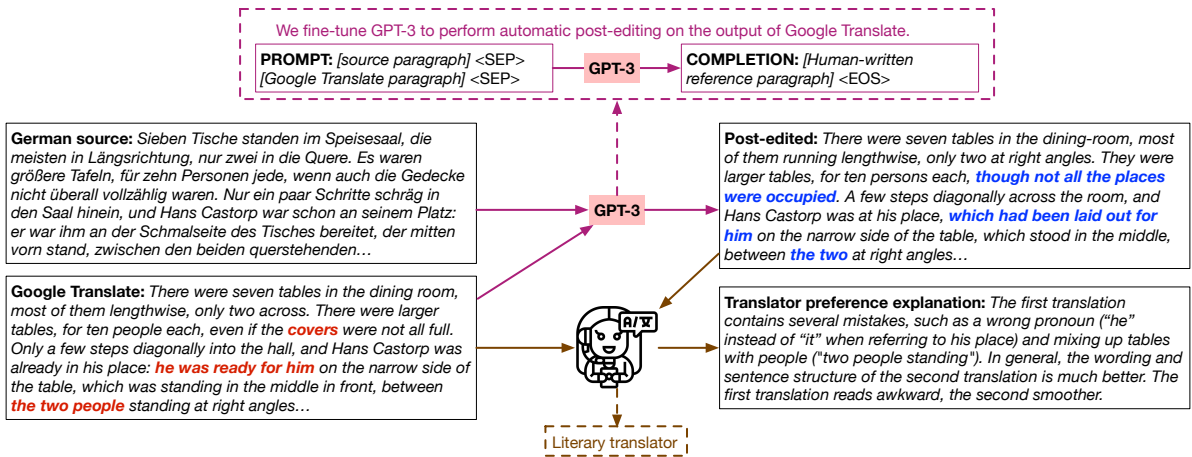 We fine-tune GPT-3 to perform automatic post-editing on the output of Google Translate.
PROMPT: [source paragraph] <SEP>
[Google Translate paragraph] <SEP>
GPT-3
COMPLETION: [Human-written
reference paragraph] <EOS>
German source: Sieben Tische standen im Speisesaal, die
meisten in Längsrichtung, nur zwei in die Quere. Es waren
größere Tafeln, für zehn Personen jede, wenn auch die Gedecke
nicht überall vollzählig waren. Nur ein paar Schritte schräg in
den Saal hinein, und Hans Castorp war schon an seinem Platz:
er war ihm an der Schmalseite des Tisches bereitet, der mitten
vorn stand, zwischen den beiden querstehenden…
GPT-3
Post-edited: There were seven tables in the dining-room, most
of them running lengthwise, only two at right angles. They were
larger tables, for ten persons each, though not all the places
were occupied. A few steps diagonally across the room, and
Hans Castorp was at his place, which had been laid out for
him on the narrow side of the table, which stood in the middle,
between the two at right angles…
Google Translate: There were seven tables in the dining room,
most of them lengthwise, only two across. There were larger
tables, for ten people each, even if the covers were not all full.
Only a few steps diagonally into the hall, and Hans Castorp was
already in his place: he was ready for him on the narrow side of
the table, which was standing in the middle in front, between
the two people standing at right angles…
A/文
Translator preference explanation: The first translation
contains several mistakes, such as a wrong pronoun (“he”
instead of “it” when referring to his place) and mixing up tables
with people ("two people standing"). In general, the wording and
sentence structure of the second translation is much better. The
first translation reads awkward, the second smoother.
Literary translator